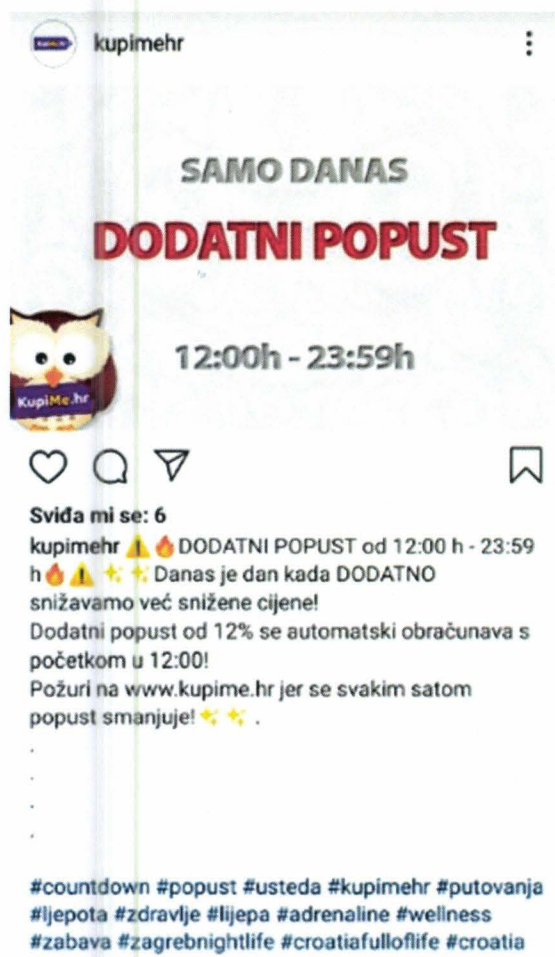 kupimehr
SAMO DANAS
DODATNI POPUST
12:00h - 23:59h
KupiMe.hr
Sviđa mi se: 6
kupimehr ⚠️🔥DODATNI POPUST od 12:00 h - 23:59
h🔥⚠️✨✨Danas je dan kada DODATNO
snižavamo već snižene cijene!
Dodatni popust od 12% se automatski obračunava s
početkom u 12:00!
Požuri na www.kupime.hr jer se svakim satom
popust smanjuje!✨✨ .
.
.
.
.
#countdown #popust #usteda #kupimehr #putovanja
#ljepota #zdravlje #lijepa #adrenaline #wellness
#zabava #zagrebnightlife #croatiafulloflife #croatia